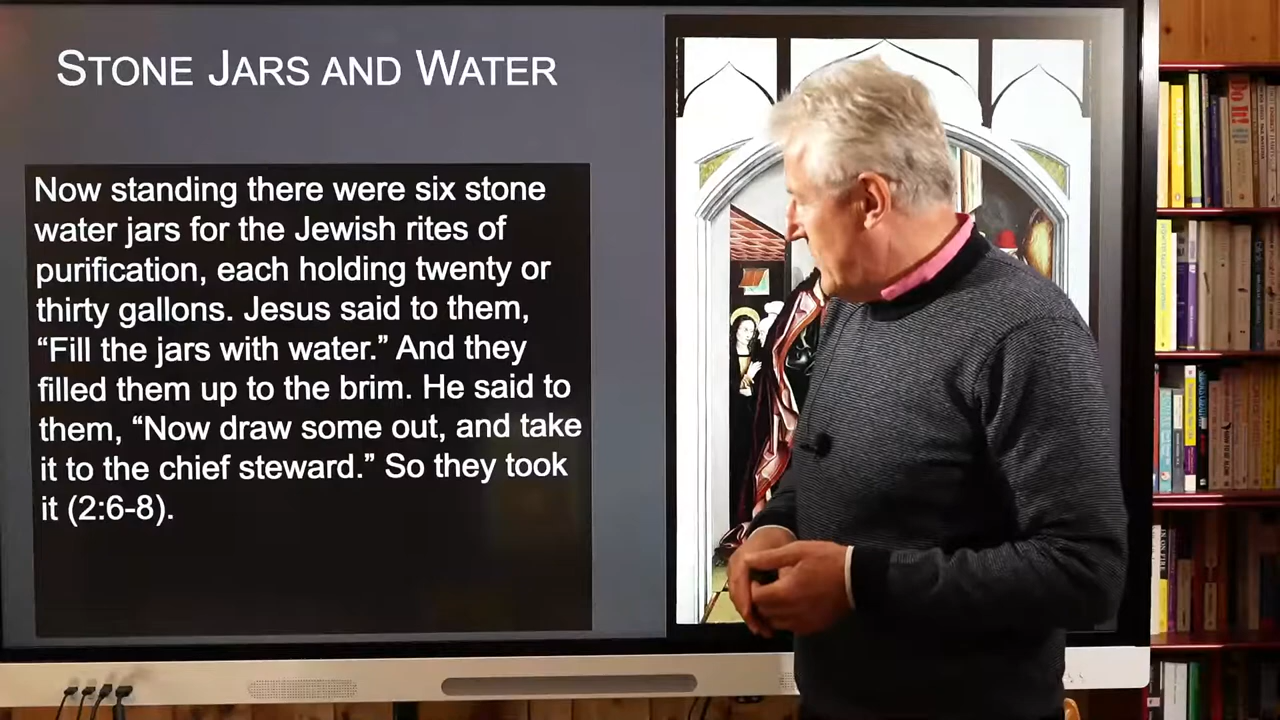 STONE JARS AND WATER
Now standing there were six stone
water jars for the Jewish rites of
purification, each holding twenty or
thirty gallons. Jesus said to them,
“Fill the jars with water.” And they
filled them up to the brim. He said to
them, “Now draw some out, and take
it to the chief steward.” So they took
it (2:6-8).
Do It!